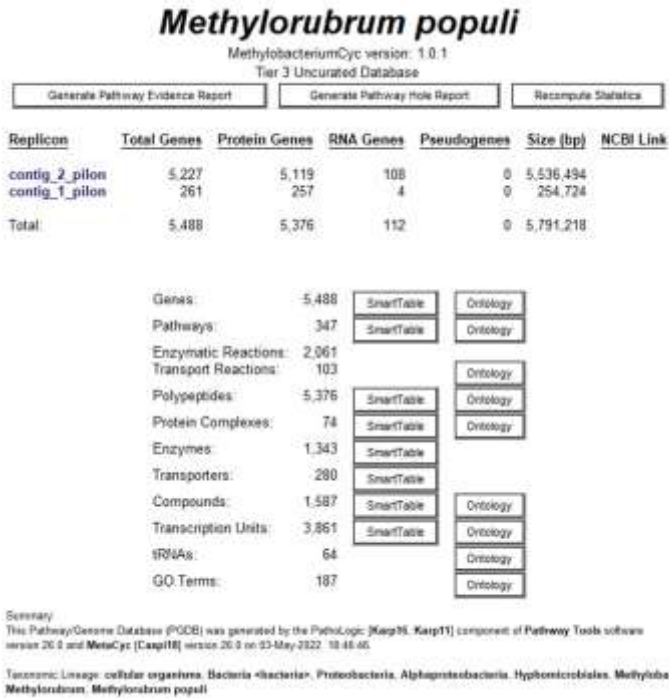 Methylorubrum populi
MethylobacteriumCyc version: 1.0.1
Tier 3 Uncurated Database
Generate Pathway Evidence Report Generate Pathway Hole Report Recompute Statistics
Replicon Total Genes Protein Genes RNA Genes Pseudogenes Size (bp) NCBI Link
contig_2_pilon 5,227 5,119 108 0 5,536,494
contig_1_pilon 261 257 4 0 254,724
Total: 5,488 5,376 112 0 5,791,218
Genes: 5,488 SmartTable Ontology
Pathways: 347 SmartTable Ontology
Enzymatic Reactions: 2,061
Transport Reactions: 103 Ontology
Polypeptides: 5,376 SmartTable Ontology
Protein Complexes: 74 SmartTable Ontology
Enzymes: 1,343 SmartTable
Transporters: 280 SmartTable
Compounds: 1,587 SmartTable Ontology
Transcription Units: 3,861 SmartTable Ontology
tRNAs: 64 Ontology
GO Terms: 187 Ontology
Summary:
This Pathway/Genome Database (PGDB) was generated by the PathoLogic [Karp16, Karp11] component of Pathway Tools software
version 26.0 and MetaCyc [Caspi18] version 26.0 on 03-May-2022, 18:46:46.
Taxonomic Lineage: cellular organisms, Bacteria <bacteria>, Proteobacteria, Alphaproteobacteria, Hyphomicrobiales, Methyloba
Methylorubrum, Methylorubrum populi